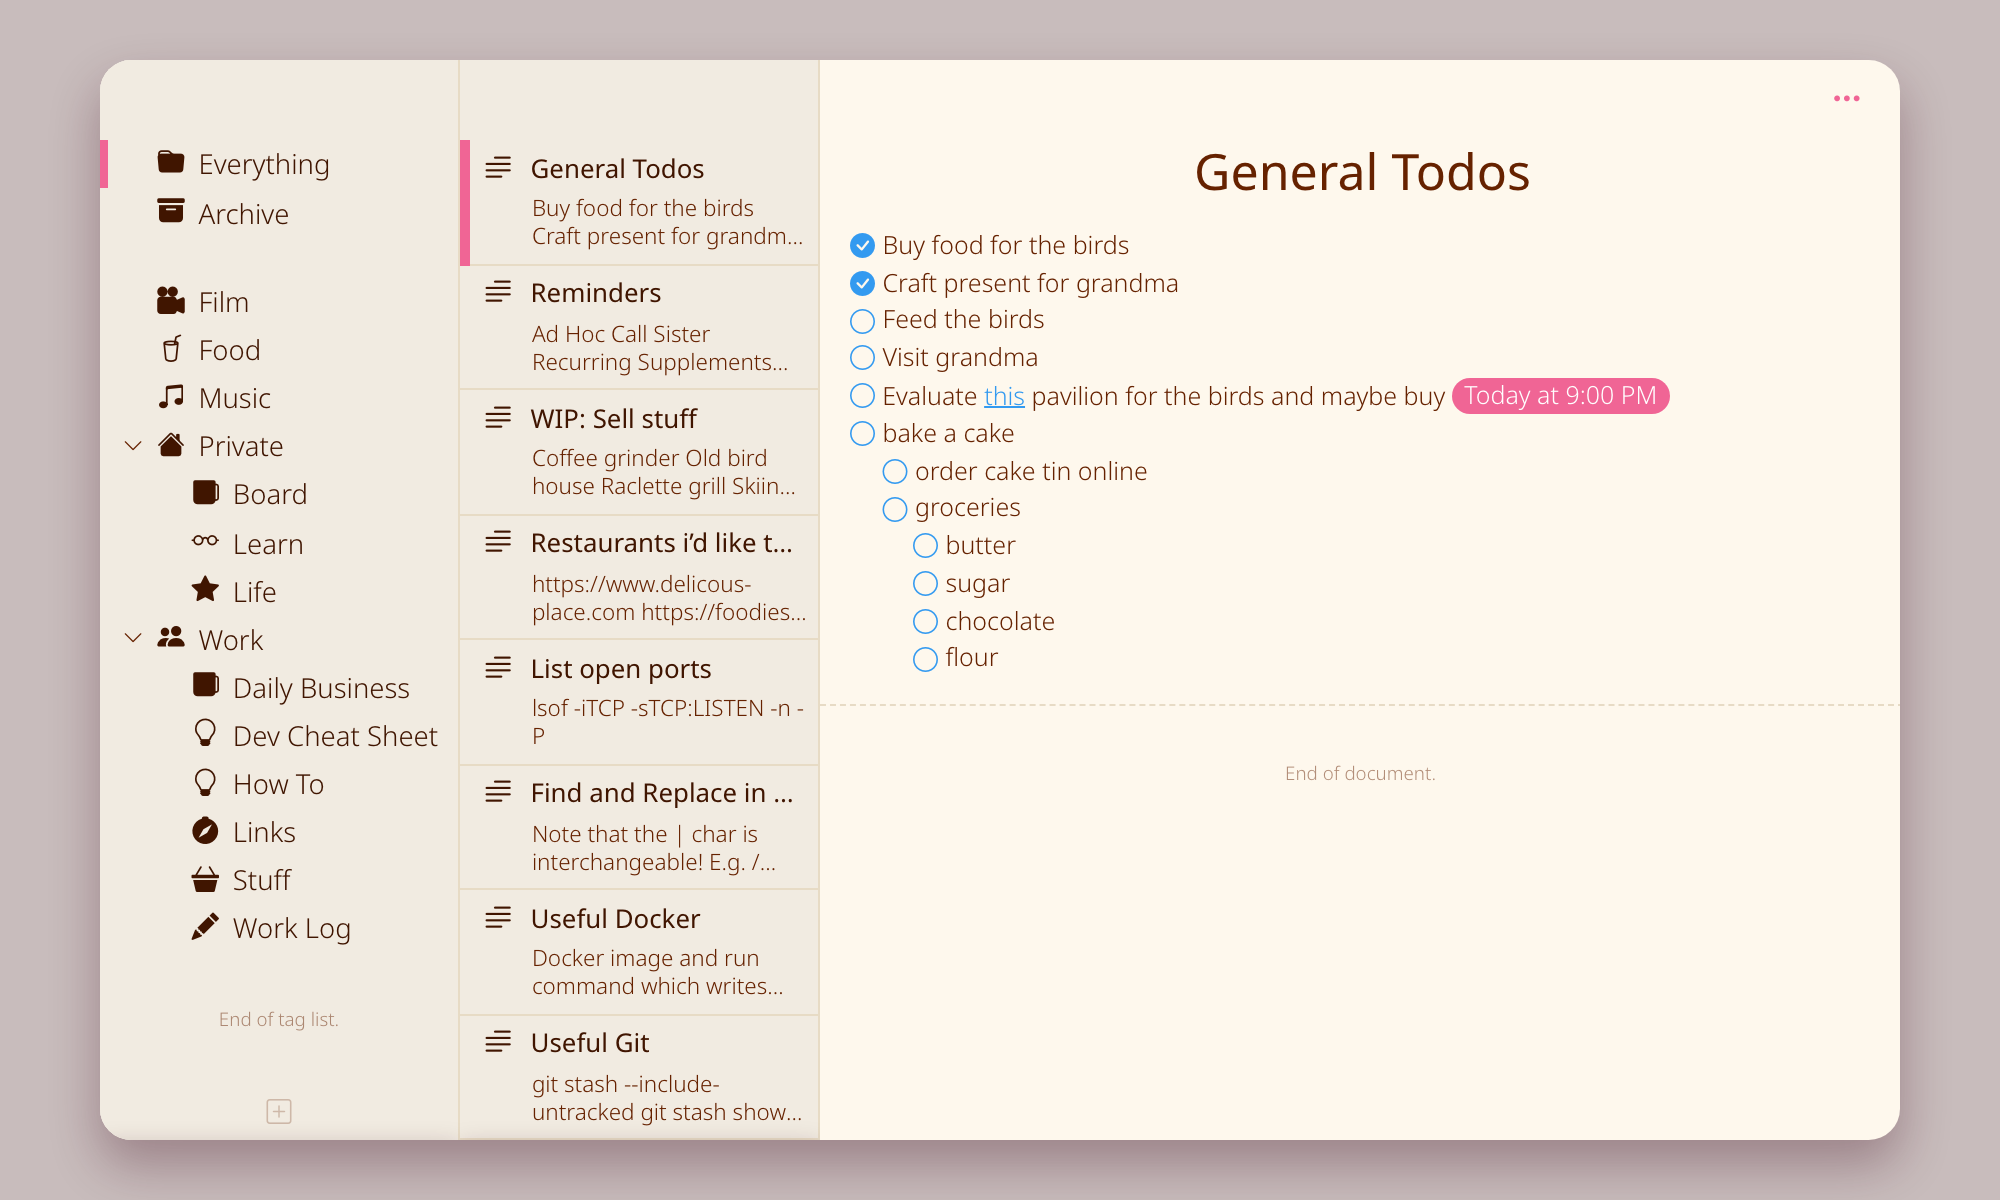 Everything
Archive
Film
Food
Music
Private
Board
Learn
Life
Work
Daily Business
Dev Cheat Sheet
How To
Links
Stuff
Work Log
End of tag list.
General Todos
Buy food for the birds
Craft present for grandm...
Reminders
Ad Hoc Call Sister
Recurring Supplements...
WIP: Sell stuff
Coffee grinder Old bird
house Raclette grill Skiin...
Restaurants i’d like t...
https://www.delicous-
place.com https://foodies...
List open ports
lsof -iTCP -sTCP:LISTEN -n -
P
Find and Replace in ...
Note that the | char is
interchangeable! E.g. /...
Useful Docker
Docker image and run
command which writes...
Useful Git
git stash --include-
untracked git stash show...
General Todos
Buy food for the birds
Craft present for grandma
Feed the birds
Visit grandma
Evaluate this pavilion for the birds and maybe buy Today at 9:00 PM
bake a cake
order cake tin online
groceries
butter
sugar
chocolate
flour
End of document.